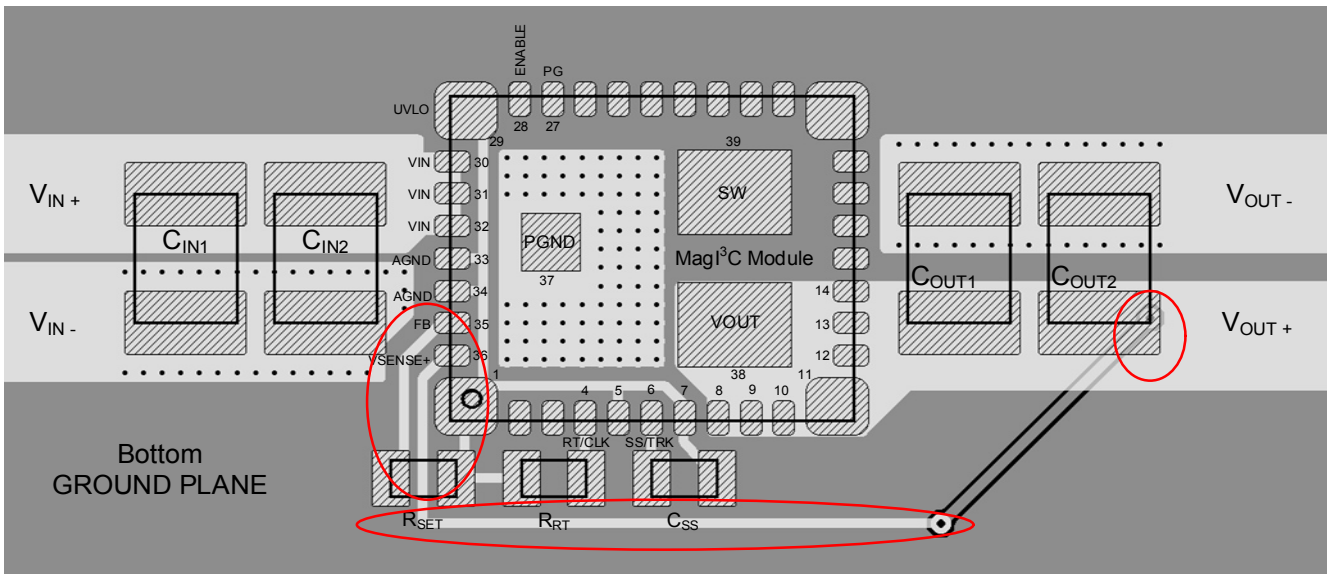 ENABLE
PG
UVLO
28
27
29
39
VIN
30
VIN
31
SW
VIN+
VIN
32
VOUT -
CIN1
CIN2
PGND
AGND
33
MagI³C Module
37
COUT1
COUT2
AGND
34
14
VIN -
FB
35
VOUT
13
VOUT +
VSENSE+
36
12
1
38
11
4
5
6
7
8
9
10
RT/CLK
SS/TRK
Bottom
GROUND PLANE
RSET
RRT
CSS